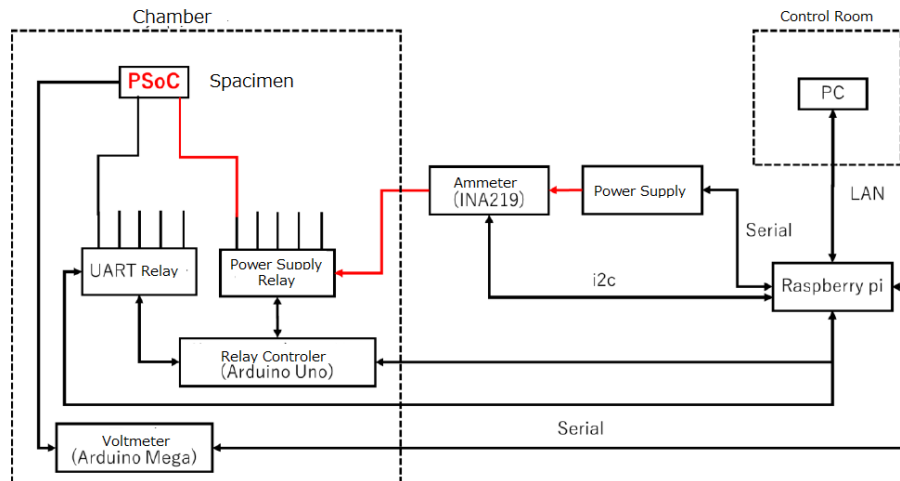 Chamber
Control Room
PSoC
Spacimen
PC
LAN
Ammeter
(INA219)
Power Supply
Serial
UART Relay
Power Supply
Relay
i2c
Raspberry pi
Relay Controler
(Arduino Uno)
Voltmeter
(Arduino Mega)
Serial